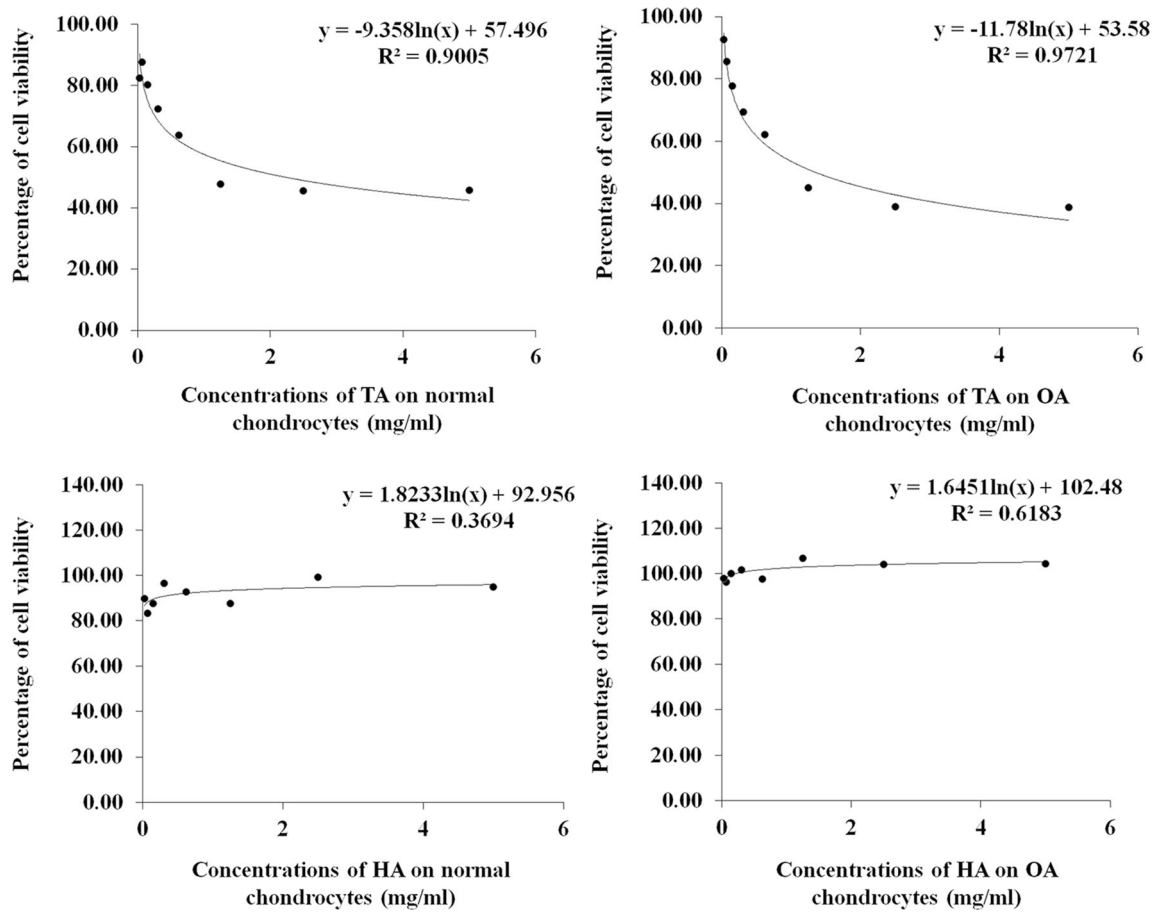 y = -9.358ln(x) + 57.496
R² = 0.9005
Percentage of cell viability
100.00
80.00
60.00
40.00
20.00
0.00
0 2 4 6
Concentrations of TA on normal
chondrocytes (mg/ml)
y = -11.78ln(x) + 53.58
R² = 0.9721
Percentage of cell viability
100.00
80.00
60.00
40.00
20.00
0.00
0 2 4 6
Concentrations of TA on OA
chondrocytes (mg/ml)
y = 1.8233ln(x) + 92.956
R² = 0.3694
Percentage of cell viability
140.00
120.00
100.00
80.00
60.00
40.00
20.00
0.00
0 2 4 6
Concentrations of HA on normal
chondrocytes (mg/ml)
y = 1.6451ln(x) + 102.48
R² = 0.6183
Percentage of cell viability
140.00
120.00
100.00
80.00
60.00
40.00
20.00
0.00
0 2 4 6
Concentrations of HA on OA
chondrocytes (mg/ml)